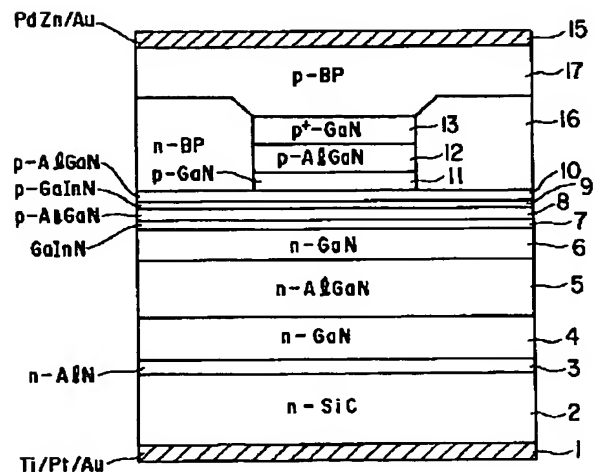 PdZn/Au
15
p-BP
17
p⁺-GaN
13
16
n-BP
p-AlGaN
12
p-GaN
11
p-AlGaN
10
p-GaInN
9
p-AlGaN
8
GaInN
7
n-GaN
6
n-AlGaN
5
n-GaN
4
n-AlN
3
n-SiC
2
Ti/Pt/Au
1